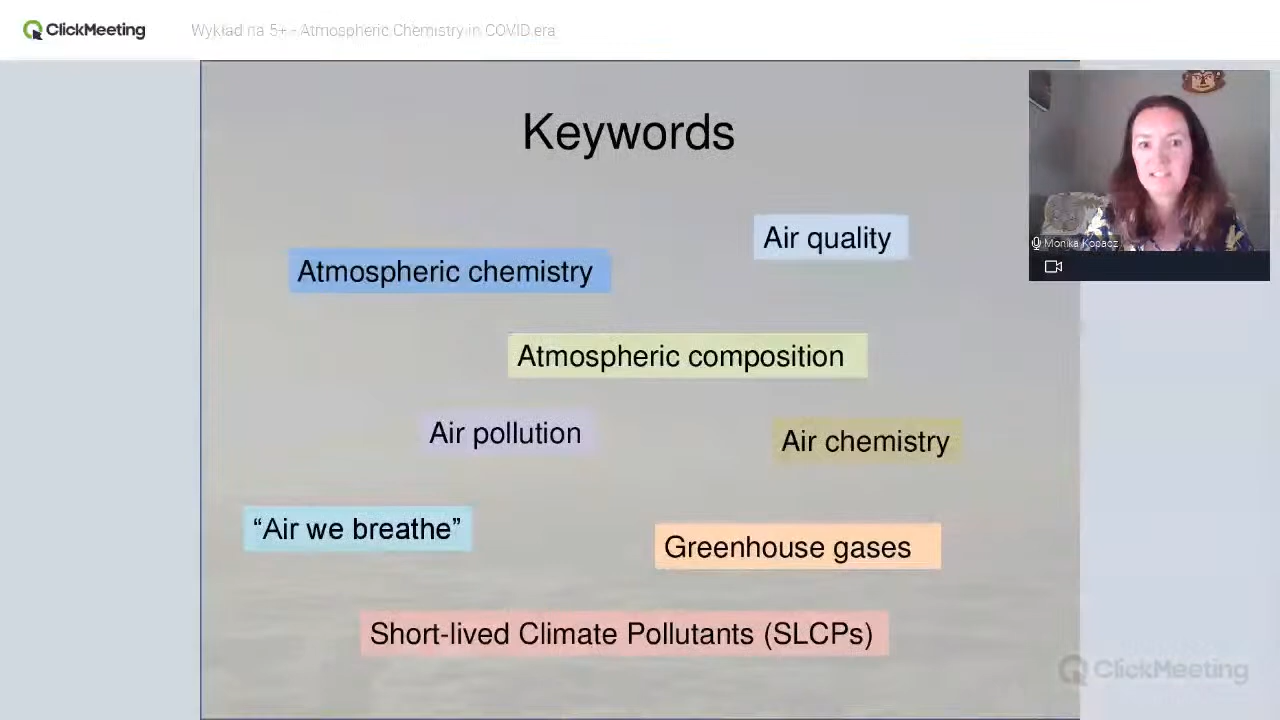 ClickMeeting
Wykład na 5+ - Atmospheric Chemistry in COVID era
Keywords
Air quality
Atmospheric chemistry
Atmospheric composition
Air pollution
Air chemistry
“Air we breathe”
Greenhouse gases
Short-lived Climate Pollutants (SLCPs)
Monika Kopacz
ClickMeeting